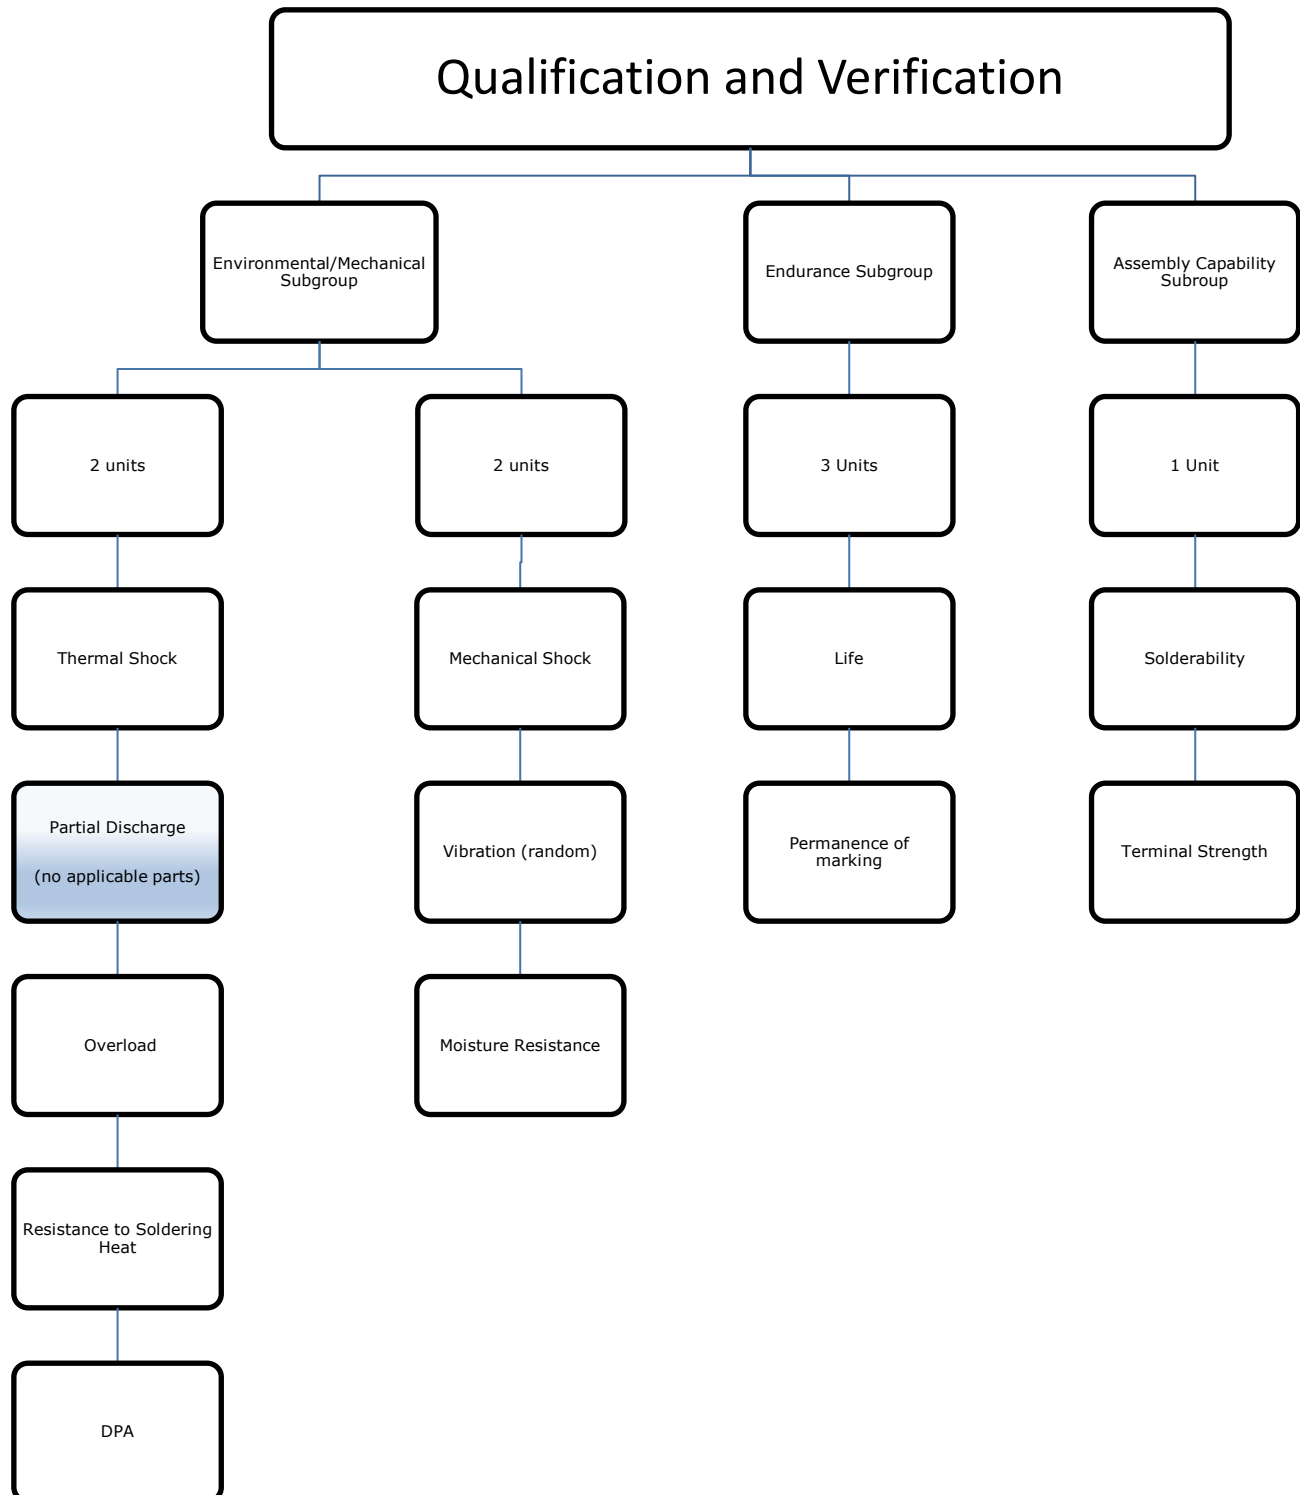 Qualification and Verification
Environmental/Mechanical
Subgroup
Endurance Subgroup
Assembly Capability
Subroup
2 units
2 units
3 Units
1 Unit
Thermal Shock
Mechanical Shock
Life
Solderability
Partial Discharge
(no applicable parts)
Vibration (random)
Permanence of
marking
Terminal Strength
Overload
Moisture Resistance
Resistance to Soldering
Heat
DPA